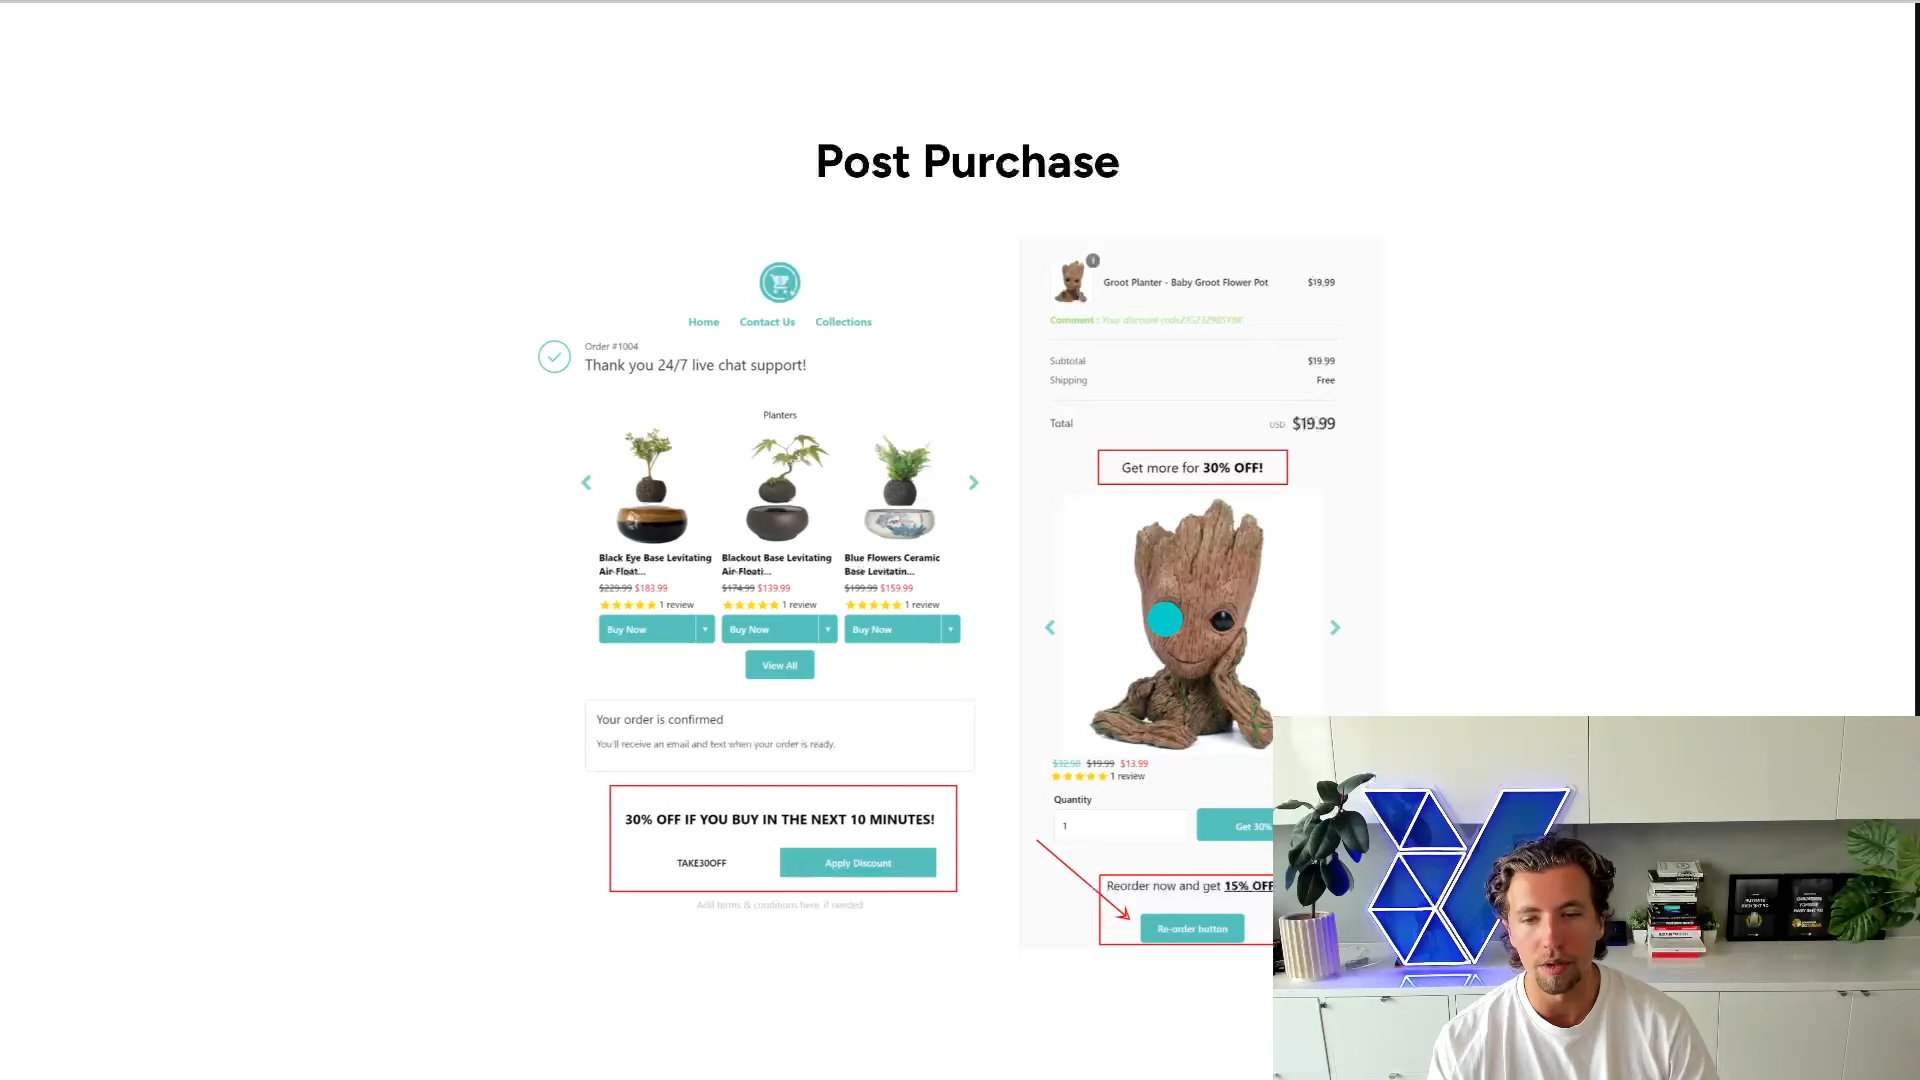 Post Purchase
Home Contact Us Collections
Order #1004
Thank you 24/7 live chat support!
Planters
Black Eye Base Levitating
Air Float...
$229.99 $183.99
1 review
Buy Now
Blackout Base Levitating
Air Floati...
$174.99 $139.99
1 review
Buy Now
Blue Flowers Ceramic
Base Levitatin...
$199.99 $159.99
1 review
Buy Now
View All
Your order is confirmed
You'll receive an email and text when your order is ready.
30% OFF IF YOU BUY IN THE NEXT 10 MINUTES!
TAKE30OFF
Apply Discount
Add terms & conditions here, if needed
1
Groot Planter - Baby Groot Flower Pot $19.99
Comment : Your discount code
Subtotal $19.99
Shipping Free
Total USD $19.99
Get more for 30% OFF!
$32.50 $19.99 $13.99
1 review
Quantity
1
Get 30%
Reorder now and get 15% OFF
Re-order button